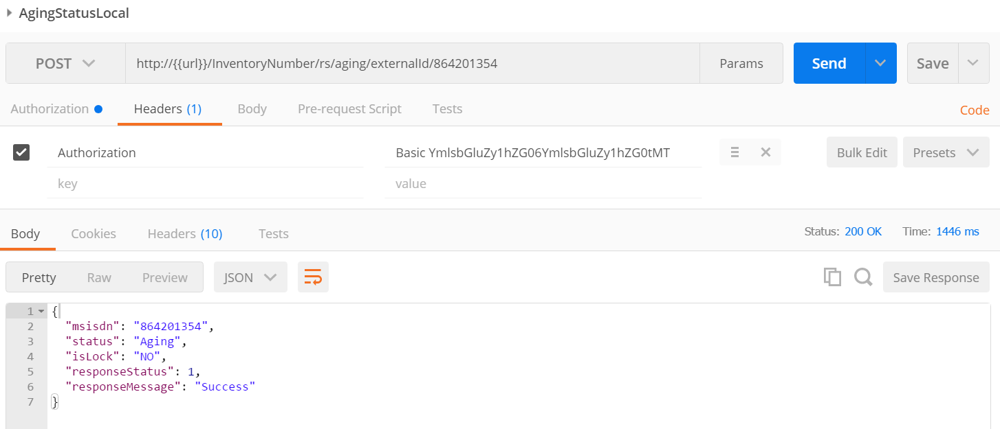 AgingStatusLocal
POST http://{{url}}/InventoryNumber/rs/aging/externalId/864201354 Params Send Save
Authorization Headers (1) Body Pre-request Script Tests Code
Authorization Basic YmlsbGluZy1hZG06YmlsbGluZy1hZG0tMT Bulk Edit Presets
key value
Body Cookies Headers (10) Tests Status: 200 OK Time: 1446 ms
Pretty Raw Preview JSON Save Response
1 {
2 "msisdn": "864201354",
3 "status": "Aging",
4 "isLock": "NO",
5 "responseStatus": 1,
6 "responseMessage": "Success"
7 }